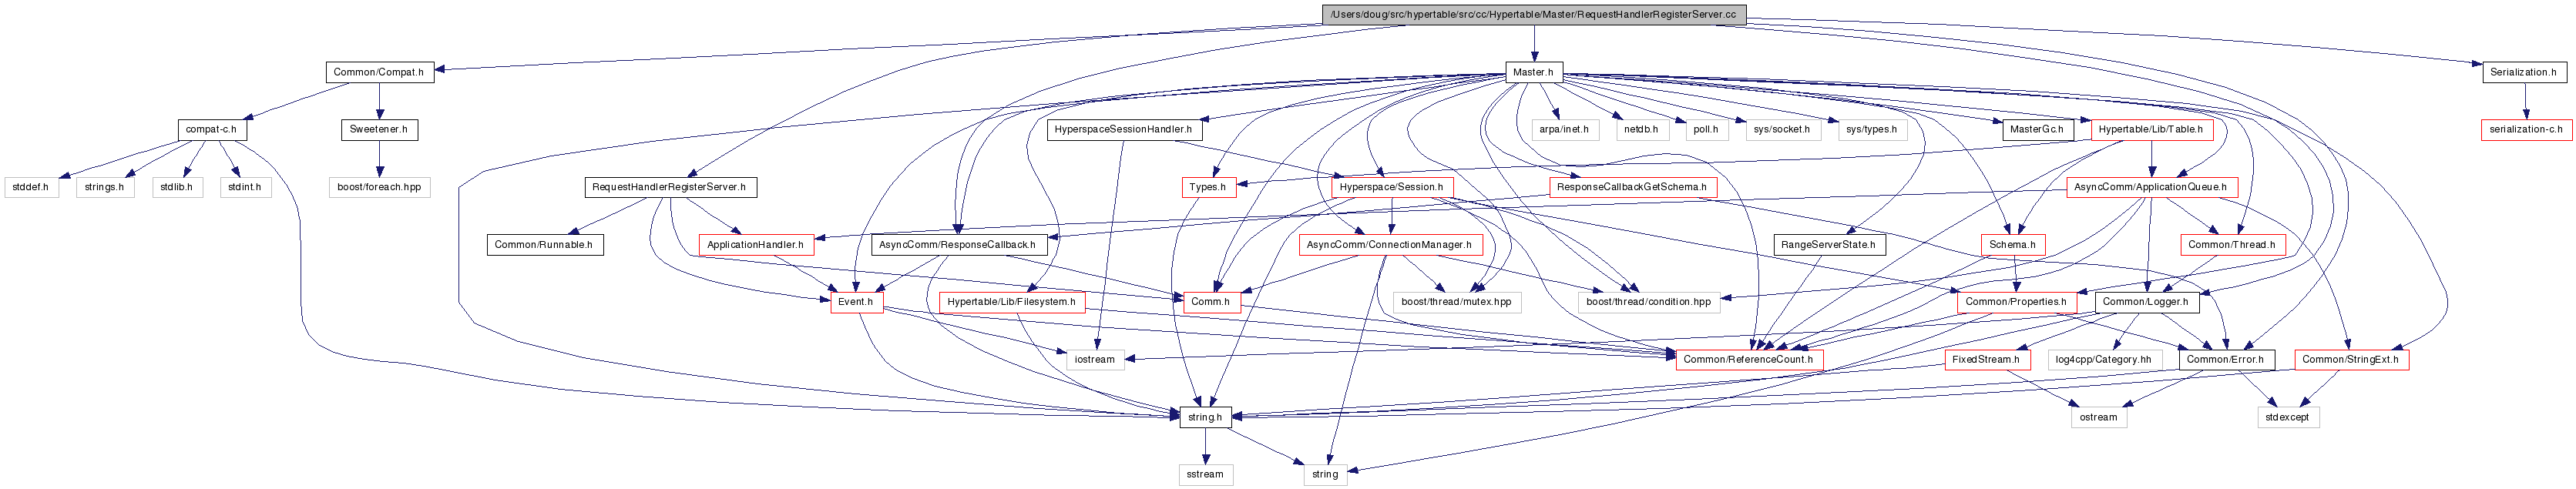 /Users/doug/src/hypertable/src/cc/Hypertable/Master/RequestHandlerRegisterServer.cc
Common/Compat.h
Master.h
Serialization.h
compat-c.h
Sweetener.h
HyperspaceSessionHandler.h
arpa/inet.h
netdb.h
poll.h
sys/socket.h
sys/types.h
MasterGc.h
Hypertable/Lib/Table.h
serialization-c.h
stddef.h
strings.h
stdlib.h
stdint.h
boost/foreach.hpp
RequestHandlerRegisterServer.h
Types.h
Hyperspace/Session.h
ResponseCallbackGetSchema.h
AsyncComm/ApplicationQueue.h
Common/Runnable.h
ApplicationHandler.h
AsyncComm/ResponseCallback.h
AsyncComm/ConnectionManager.h
RangeServerState.h
Schema.h
Common/Thread.h
Event.h
Hypertable/Lib/Filesystem.h
Comm.h
boost/thread/mutex.hpp
boost/thread/condition.hpp
Common/Properties.h
Common/Logger.h
iostream
Common/ReferenceCount.h
FixedStream.h
log4cpp/Category.hh
Common/Error.h
Common/StringExt.h
string.h
ostream
stdexcept
sstream
string